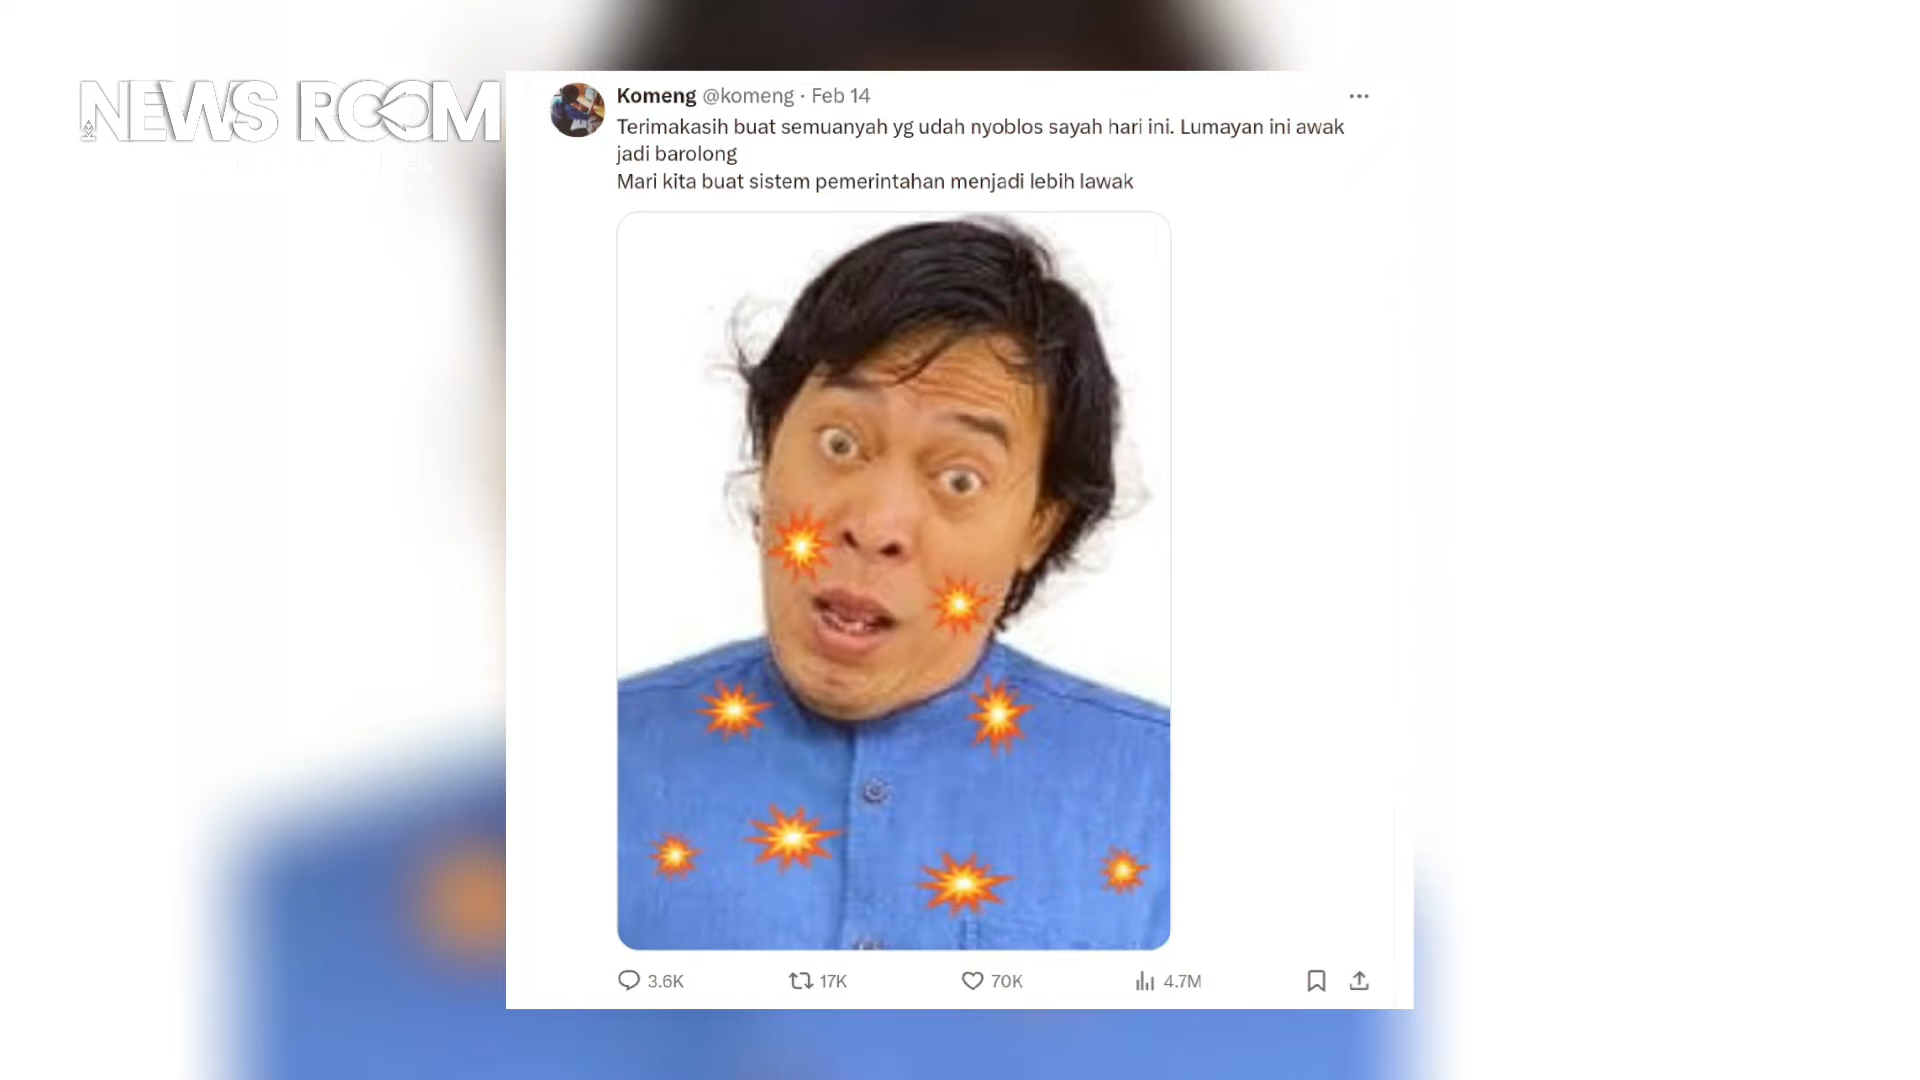 NEWS ROOM
Komeng @komeng · Feb 14
Terimakasih buat semuanyah yg udah nyoblos sayah hari ini. Lumayan ini awak
jadi barolong
Mari kita buat sistem pemerintahan menjadi lebih lawak
3.6K 17K 70K 4.7M